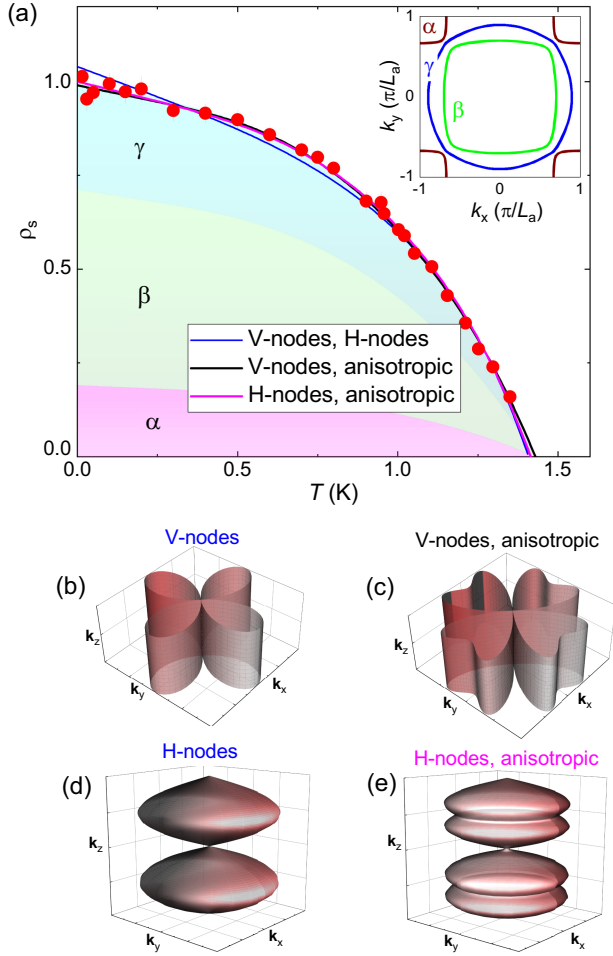 (a)
1.0
0.5
0.0
ρs
γ
β
α
V-nodes, H-nodes
V-nodes, anisotropic
H-nodes, anisotropic
0.0 0.5 1.0 1.5
T (K)
α
γ
β
1
0
-1
ky (π/La)
-1 0 1
kx (π/La)
V-nodes
(b)
kz
ky
kx
V-nodes, anisotropic
(c)
kz
ky
kx
H-nodes
(d)
kz
ky
kx
H-nodes, anisotropic
(e)
kz
ky
kx